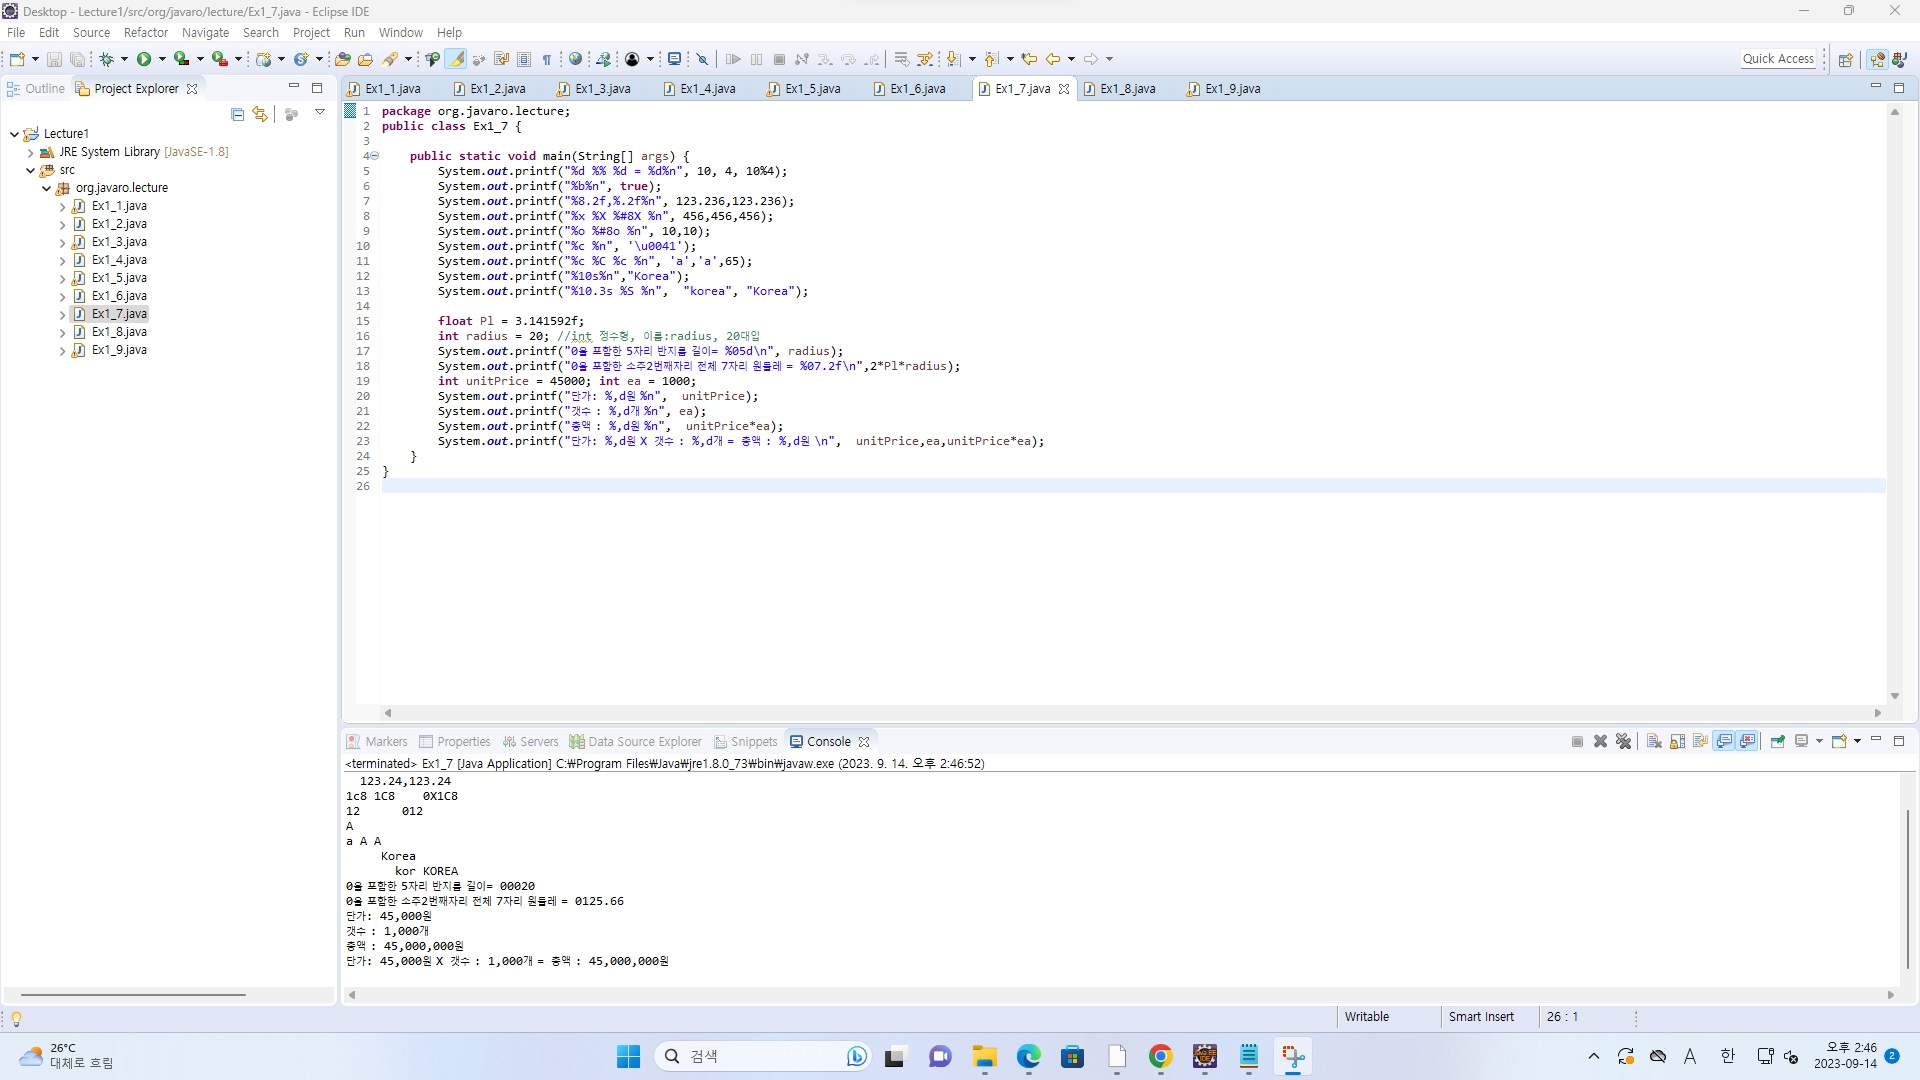 Desktop - Lecture1/src/org/javaro/lecture/Ex1_7.java - Eclipse IDE
File Edit Source Refactor Navigate Search Project Run Window Help
Quick Access
Outline Project Explorer
Ex1_1.java Ex1_2.java Ex1_3.java Ex1_4.java Ex1_5.java Ex1_6.java Ex1_7.java Ex1_8.java Ex1_9.java
Lecture1
JRE System Library [JavaSE-1.8]
src
org.javaro.lecture
Ex1_1.java
Ex1_2.java
Ex1_3.java
Ex1_4.java
Ex1_5.java
Ex1_6.java
Ex1_7.java
Ex1_8.java
Ex1_9.java
1 package org.javaro.lecture;
2 public class Ex1_7 {
3
4 public static void main(String[] args) {
5 System.out.printf("%d %% %d = %d%n", 10, 4, 10%4);
6 System.out.printf("%b%n", true);
7 System.out.printf("%8.2f,%.2f%n", 123.236,123.236);
8 System.out.printf("%x %X %#8X %n", 456,456,456);
9 System.out.printf("%o %#8o %n", 10,10);
10 System.out.printf("%c %n", '\u0041');
11 System.out.printf("%c %C %c %n", 'a','a',65);
12 System.out.printf("%10s%n","Korea");
13 System.out.printf("%10.3s %S %n", "korea", "Korea");
14
15 float Pl = 3.141592f;
16 int radius = 20; //int 정수형, 이름:radius, 20대입
17 System.out.printf("0을 포함한 5자리 반지름 길이= %05d\n", radius);
18 System.out.printf("0을 포함한 소주2번째자리 전체 7자리 원둘레 = %07.2f\n",2*Pl*radius);
19 int unitPrice = 45000; int ea = 1000;
20 System.out.printf("단가: %,d원 %n", unitPrice);
21 System.out.printf("갯수 : %,d개 %n", ea);
22 System.out.printf("총액 : %,d원 %n", unitPrice*ea);
23 System.out.printf("단가: %,d원 X 갯수 : %,d개 = 총액 : %,d원 \n", unitPrice,ea,unitPrice*ea);
24 }
25 }
26
Markers Properties Servers Data Source Explorer Snippets Console
<terminated> Ex1_7 [Java Application] C:₩Program Files₩Java₩jre1.8.0_73₩bin₩javaw.exe (2023. 9. 14. 오후 2:46:52)
123.24,123.24
1c8 1C8 0X1C8
12 012
A
a A A
Korea
kor KOREA
0을 포함한 5자리 반지름 길이= 00020
0을 포함한 소주2번째자리 전체 7자리 원둘레 = 0125.66
단가: 45,000원
갯수 : 1,000개
총액 : 45,000,000원
단가: 45,000원 X 갯수 : 1,000개 = 총액 : 45,000,000원
Writable Smart Insert 26 : 1
26°C
대체로 흐림
검색
A 한
오후 2:46
2023-09-14
2